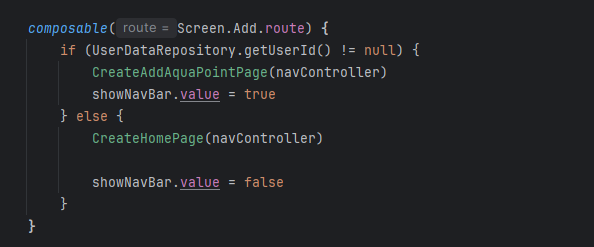 composable( route = Screen.Add.route) {
if (UserDataRepository.getUserId() != null) {
CreateAddAquaPointPage(navController)
showNavBar.value = true
} else {
CreateHomePage(navController)
showNavBar.value = false
}
}